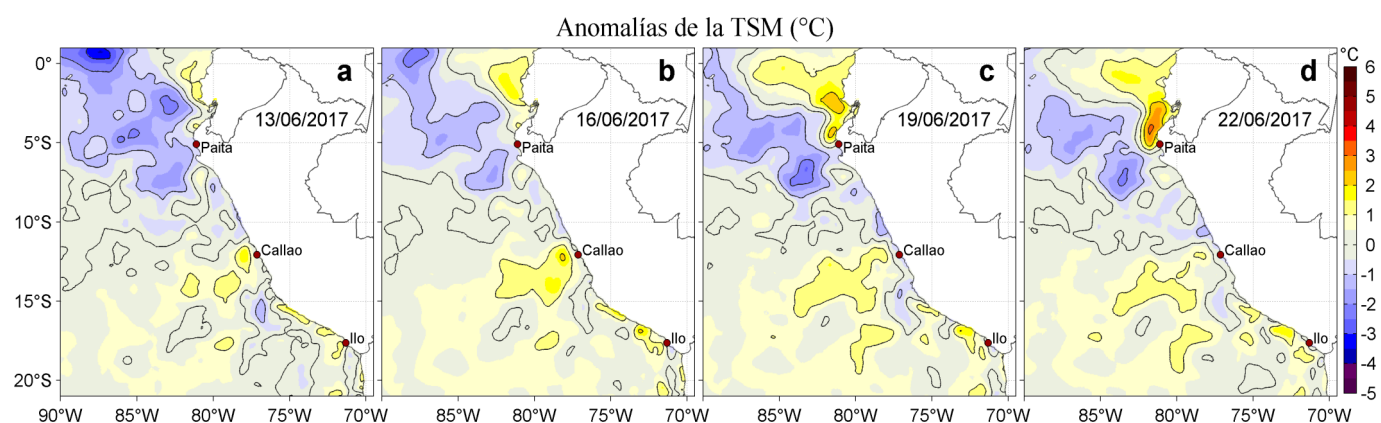 Anomalías de la TSM (°C)
a
13/06/2017
Paita
Callao
Ilo
b
16/06/2017
Paita
Callao
Ilo
c
19/06/2017
Paita
Callao
Ilo
d
22/06/2017
Paita
Callao
Ilo
0°
5°S
10°S
15°S
20°S
90°W 85°W 80°W 75°W 70°W
85°W 80°W 75°W 70°W
85°W 80°W 75°W 70°W
85°W 80°W 75°W 70°W
°C
6
5
4
3
2
1
0
-1
-2
-3
-4
-5